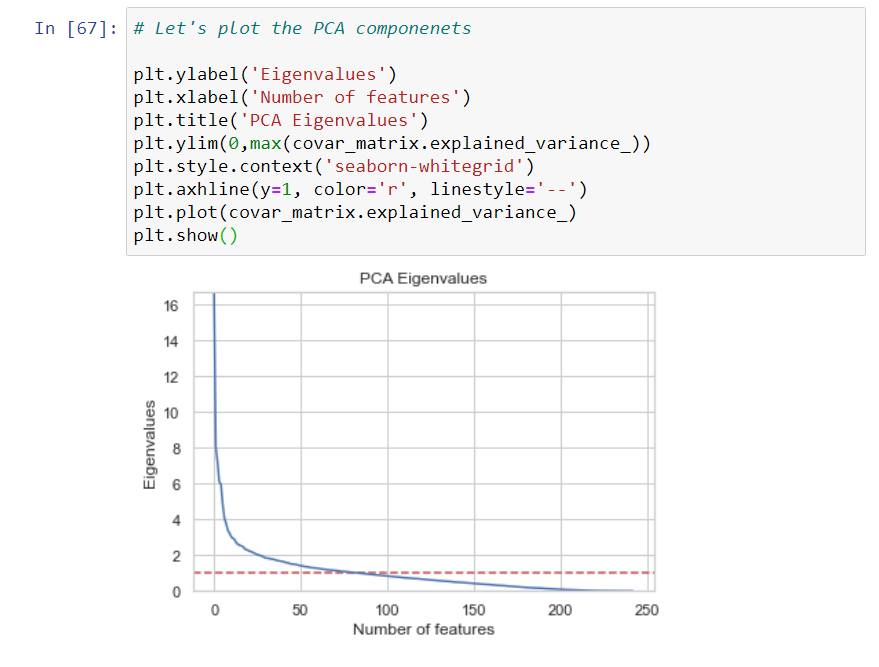 In [67]: # Let's plot the PCA componenets
plt.ylabel('Eigenvalues')
plt.xlabel('Number of features')
plt.title('PCA Eigenvalues')
plt.ylim(0,max(covar_matrix.explained_variance_))
plt.style.context('seaborn-whitegrid')
plt.axhline(y=1, color='r', linestyle='--')
plt.plot(covar_matrix.explained_variance_)
plt.show()
PCA Eigenvalues
Eigenvalues
16
14
12
10
8
6
4
2
0
0 50 100 150 200 250
Number of features